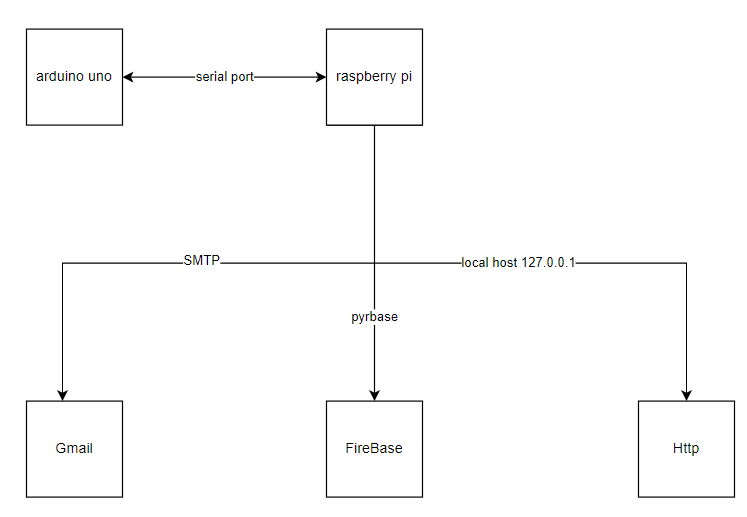 arduino uno
serial port
raspberry pi
SMTP
local host 127.0.0.1
pyrbase
Gmail
FireBase
Http